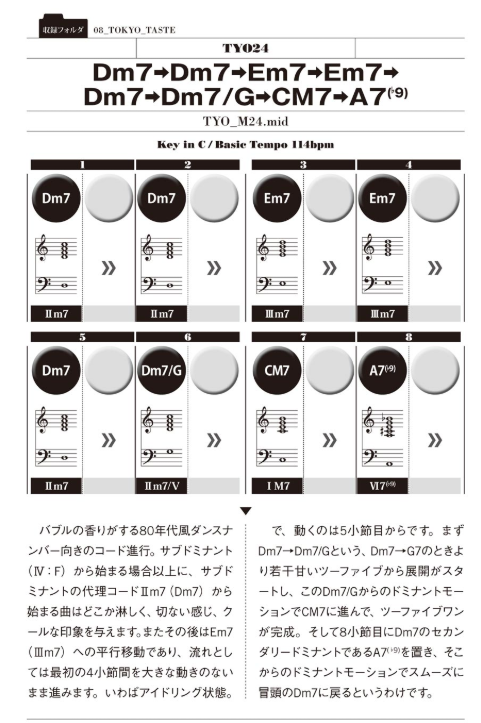 収録フォルダ 08_TOKYO_TASTE
TYO24
Dm7➔Dm7➔Em7➔Em7➔
Dm7➔Dm7/G➔CM7➔A7(♭9)
TYO_M24.mid
Key in C / Basic Tempo 114bpm
1 2 3 4
Dm7 Dm7 Em7 Em7
Ⅱm7 Ⅱm7 Ⅲm7 Ⅲm7
5 6 7 8
Dm7 Dm7/G CM7 A7(♭9)
Ⅱm7 Ⅱm7/Ⅴ ⅠM7 Ⅵ7(♭9)
バブルの香りがする80年代風ダンスナ
ンバー向きのコード進行。サブドミナント
（Ⅳ：F）から始まる場合以上に、サブド
ミナントの代理コードⅡm7（Dm7）から
始まる曲はどこか淋しく、切ない感じ、ク
ールな印象を与えます。またその後はEm7
（Ⅲm7）への平行移動であり、流れとし
ては最初の4小節間を大きな動きのない
まま進みます。いわばアイドリング状態。
で、動くのは5小節目からです。まず
Dm7→Dm7/Gという、Dm7→G7のときよ
り若干甘いツーファイブから展開がスタ
ートし、このDm7/Gからのドミナントモー
ションでCM7に進んで、ツーファイブワン
が完成。そして8小節目にDm7のセカン
ダリードミナントであるA7(♭9)を置き、そこ
からのドミナントモーションでスムーズに
冒頭のDm7に戻るというわけです。